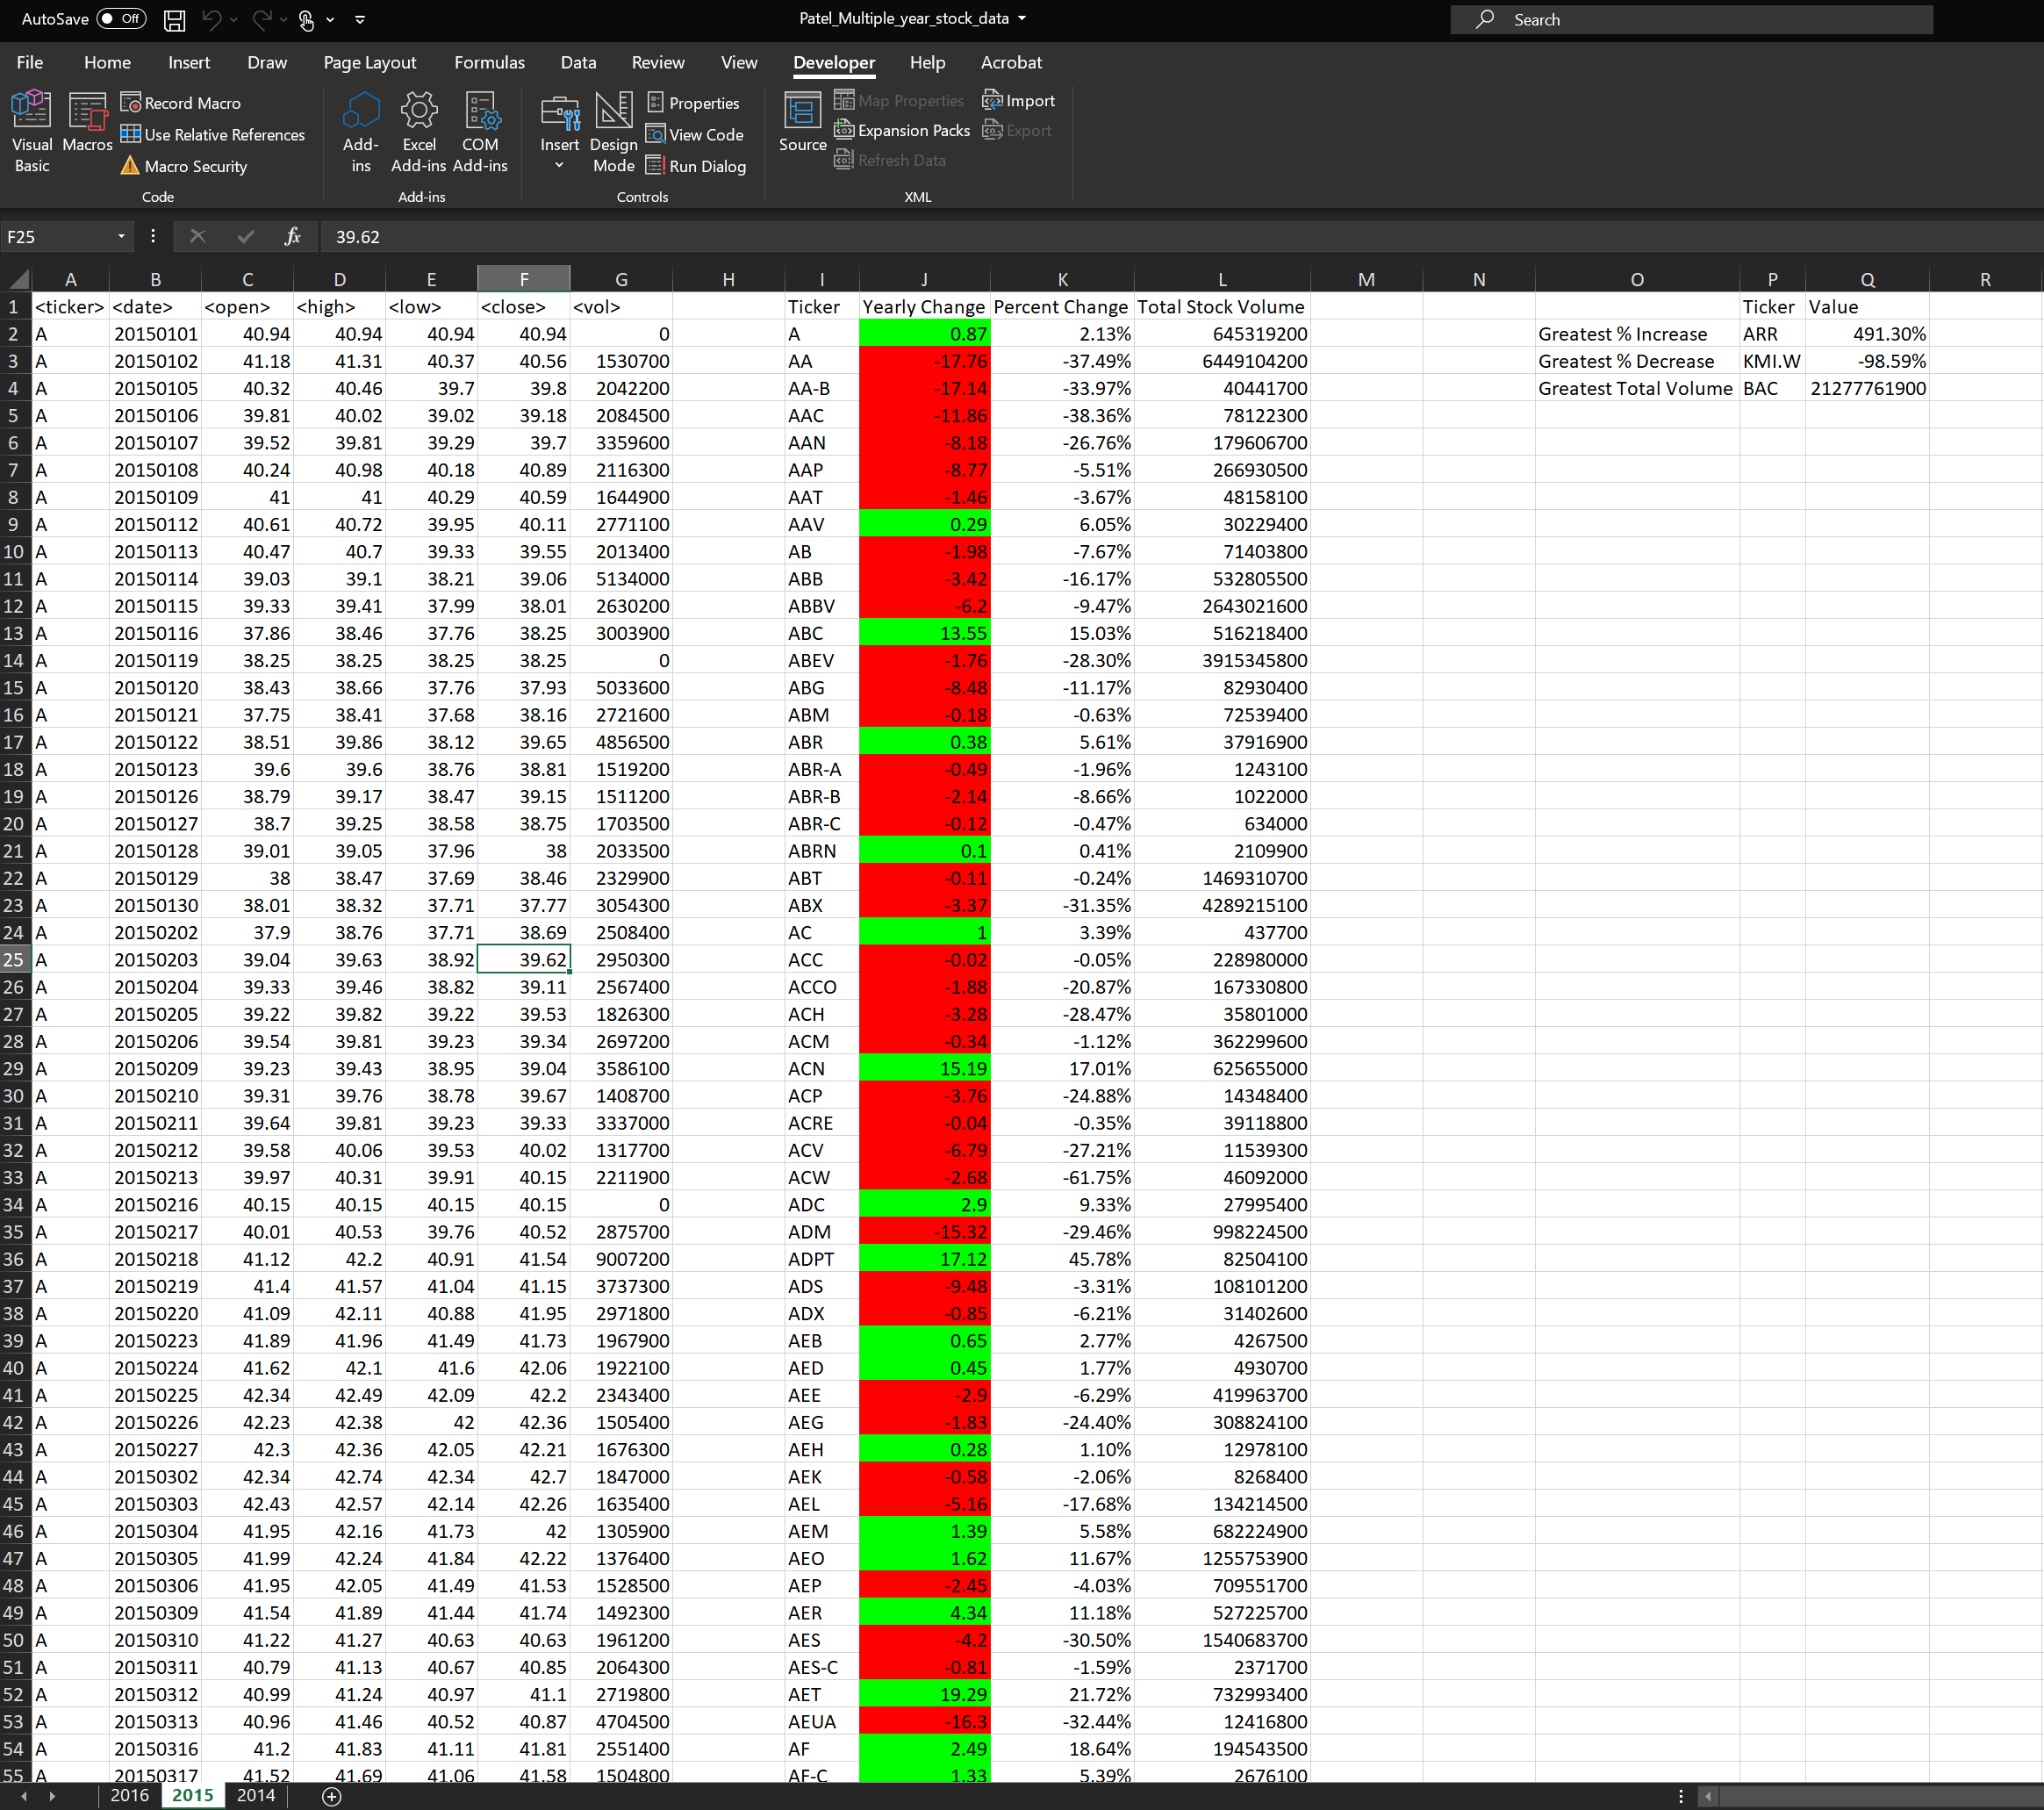 AutoSave Off Patel_Multiple_year_stock_data Search
File Home Insert Draw Page Layout Formulas Data Review View Developer Help Acrobat
Visual Basic Macros Record Macro Use Relative References Macro Security Add-ins Excel Add-ins COM Add-ins Insert Design Mode Properties View Code Run Dialog Source Map Properties Expansion Packs Refresh Data Import Export
Code Add-ins Controls XML
F25 fx 39.62
A B C D E F G H I J K L M N O P Q R
1 <ticker> <date> <open> <high> <low> <close> <vol> Ticker Yearly Change Percent Change Total Stock Volume Ticker Value
2 A 20150101 40.94 40.94 40.94 40.94 0 A 0.87 2.13% 645319200 Greatest % Increase ARR 491.30%
3 A 20150102 41.18 41.31 40.37 40.56 1530700 AA -17.76 -37.49% 6449104200 Greatest % Decrease KMI.W -98.59%
4 A 20150105 40.32 40.46 39.7 39.8 2042200 AA-B -17.14 -33.97% 40441700 Greatest Total Volume BAC 21277761900
5 A 20150106 39.81 40.02 39.02 39.18 2084500 AAC -11.86 -38.36% 78122300
6 A 20150107 39.52 39.81 39.29 39.7 3359600 AAN -8.18 -26.76% 179606700
7 A 20150108 40.24 40.98 40.18 40.89 2116300 AAP -8.77 -5.51% 266930500
8 A 20150109 41 41 40.29 40.59 1644900 AAT -1.46 -3.67% 48158100
9 A 20150112 40.61 40.72 39.95 40.11 2771100 AAV 0.29 6.05% 30229400
10 A 20150113 40.47 40.7 39.33 39.55 2013400 AB -1.98 -7.67% 71403800
11 A 20150114 39.03 39.1 38.21 39.06 5134000 ABB -3.42 -16.17% 532805500
12 A 20150115 39.33 39.41 37.99 38.01 2630200 ABBV -6.2 -9.47% 2643021600
13 A 20150116 37.86 38.46 37.76 38.25 3003900 ABC 13.55 15.03% 516218400
14 A 20150119 38.25 38.25 38.25 38.25 0 ABEV -1.76 -28.30% 3915345800
15 A 20150120 38.43 38.66 37.76 37.93 5033600 ABG -8.48 -11.17% 82930400
16 A 20150121 37.75 38.41 37.68 38.16 2721600 ABM -0.18 -0.63% 72539400
17 A 20150122 38.51 39.86 38.12 39.65 4856500 ABR 0.38 5.61% 37916900
18 A 20150123 39.6 39.6 38.76 38.81 1519200 ABR-A -0.49 -1.96% 1243100
19 A 20150126 38.79 39.17 38.47 39.15 1511200 ABR-B -2.14 -8.66% 1022000
20 A 20150127 38.7 39.25 38.58 38.75 1703500 ABR-C -0.12 -0.47% 634000
21 A 20150128 39.01 39.05 37.96 38 2033500 ABRN 0.1 0.41% 2109900
22 A 20150129 38 38.47 37.69 38.46 2329900 ABT -0.11 -0.24% 1469310700
23 A 20150130 38.01 38.32 37.71 37.77 3054300 ABX -3.37 -31.35% 4289215100
24 A 20150202 37.9 38.76 37.71 38.69 2508400 AC 1 3.39% 437700
25 A 20150203 39.04 39.63 38.92 39.62 2950300 ACC -0.02 -0.05% 228980000
26 A 20150204 39.33 39.46 38.82 39.11 2567400 ACCO -1.88 -20.87% 167330800
27 A 20150205 39.22 39.82 39.22 39.53 1826300 ACH -3.28 -28.47% 35801000
28 A 20150206 39.54 39.81 39.23 39.34 2697200 ACM -0.34 -1.12% 362299600
29 A 20150209 39.23 39.43 38.95 39.04 3586100 ACN 15.19 17.01% 625655000
30 A 20150210 39.31 39.76 38.78 39.67 1408700 ACP -3.76 -24.88% 14348400
31 A 20150211 39.64 39.81 39.23 39.33 3337000 ACRE -0.04 -0.35% 39118800
32 A 20150212 39.58 40.06 39.53 40.02 1317700 ACV -6.79 -27.21% 11539300
33 A 20150213 39.97 40.31 39.91 40.15 2211900 ACW -2.68 -61.75% 46092000
34 A 20150216 40.15 40.15 40.15 40.15 0 ADC 2.9 9.33% 27995400
35 A 20150217 40.01 40.53 39.76 40.52 2875700 ADM -15.32 -29.46% 998224500
36 A 20150218 41.12 42.2 40.91 41.54 9007200 ADPT 17.12 45.78% 82504100
37 A 20150219 41.4 41.57 41.04 41.15 3737300 ADS -9.48 -3.31% 108101200
38 A 20150220 41.09 42.11 40.88 41.95 2971800 ADX -0.85 -6.21% 31402600
39 A 20150223 41.89 41.96 41.49 41.73 1967900 AEB 0.65 2.77% 4267500
40 A 20150224 41.62 42.1 41.6 42.06 1922100 AED 0.45 1.77% 4930700
41 A 20150225 42.34 42.49 42.09 42.2 2343400 AEE -2.9 -6.29% 419963700
42 A 20150226 42.23 42.38 42 42.36 1505400 AEG -1.83 -24.40% 308824100
43 A 20150227 42.3 42.36 42.05 42.21 1676300 AEH 0.28 1.10% 12978100
44 A 20150302 42.34 42.74 42.34 42.7 1847000 AEK -0.58 -2.06% 8268400
45 A 20150303 42.43 42.57 42.14 42.26 1635400 AEL -5.16 -17.68% 134214500
46 A 20150304 41.95 42.16 41.73 42 1305900 AEM 1.39 5.58% 682224900
47 A 20150305 41.99 42.24 41.84 42.22 1376400 AEO 1.62 11.67% 1255753900
48 A 20150306 41.95 42.05 41.49 41.53 1528500 AEP -2.45 -4.03% 709551700
49 A 20150309 41.54 41.89 41.44 41.74 1492300 AER 4.34 11.18% 527225700
50 A 20150310 41.22 41.27 40.63 40.63 1961200 AES -4.2 -30.50% 1540683700
51 A 20150311 40.79 41.13 40.67 40.85 2064300 AES-C -0.81 -1.59% 2371700
52 A 20150312 40.99 41.24 40.97 41.1 2719800 AET 19.29 21.72% 732993400
53 A 20150313 40.96 41.46 40.52 40.87 4704500 AEUA -16.3 -32.44% 12416800
54 A 20150316 41.2 41.83 41.11 41.81 2551400 AF 2.49 18.64% 194543500
55 A 20150317 41.52 41.69 41.06 41.58 1504800 AF-C 1.33 5.39% 2676100
2016 2015 2014